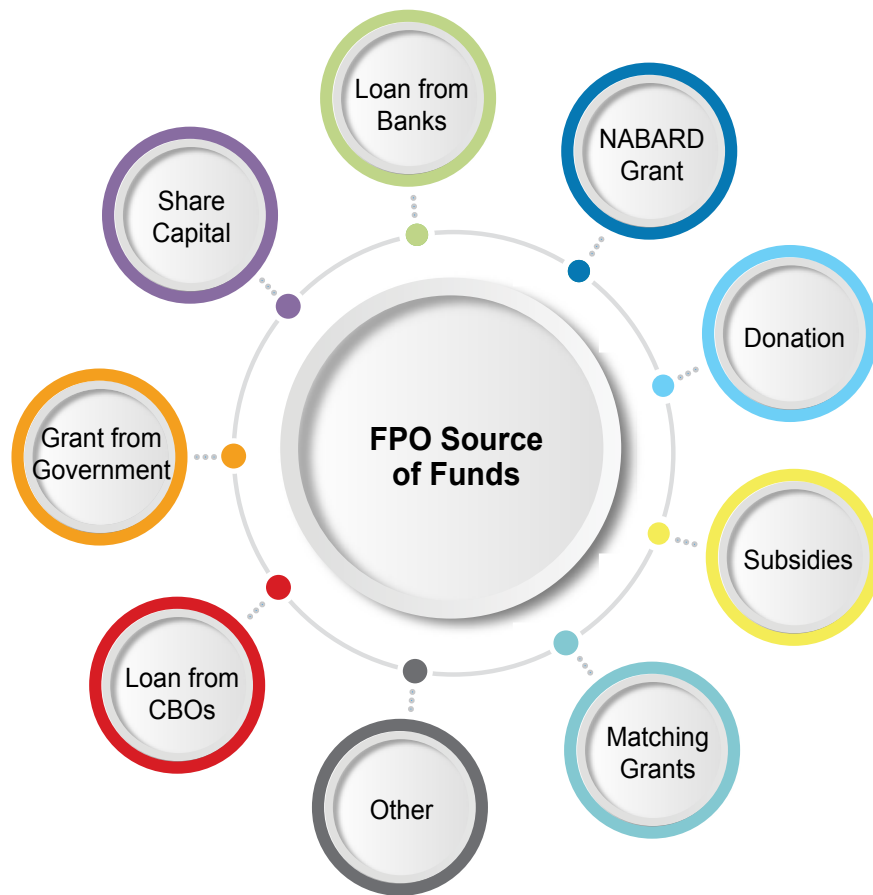 Loan from
Banks
NABARD
Grant
Share
Capital
Donation
Grant from
Government
FPO Source
of Funds
Subsidies
Loan from
CBOs
Matching
Grants
Other